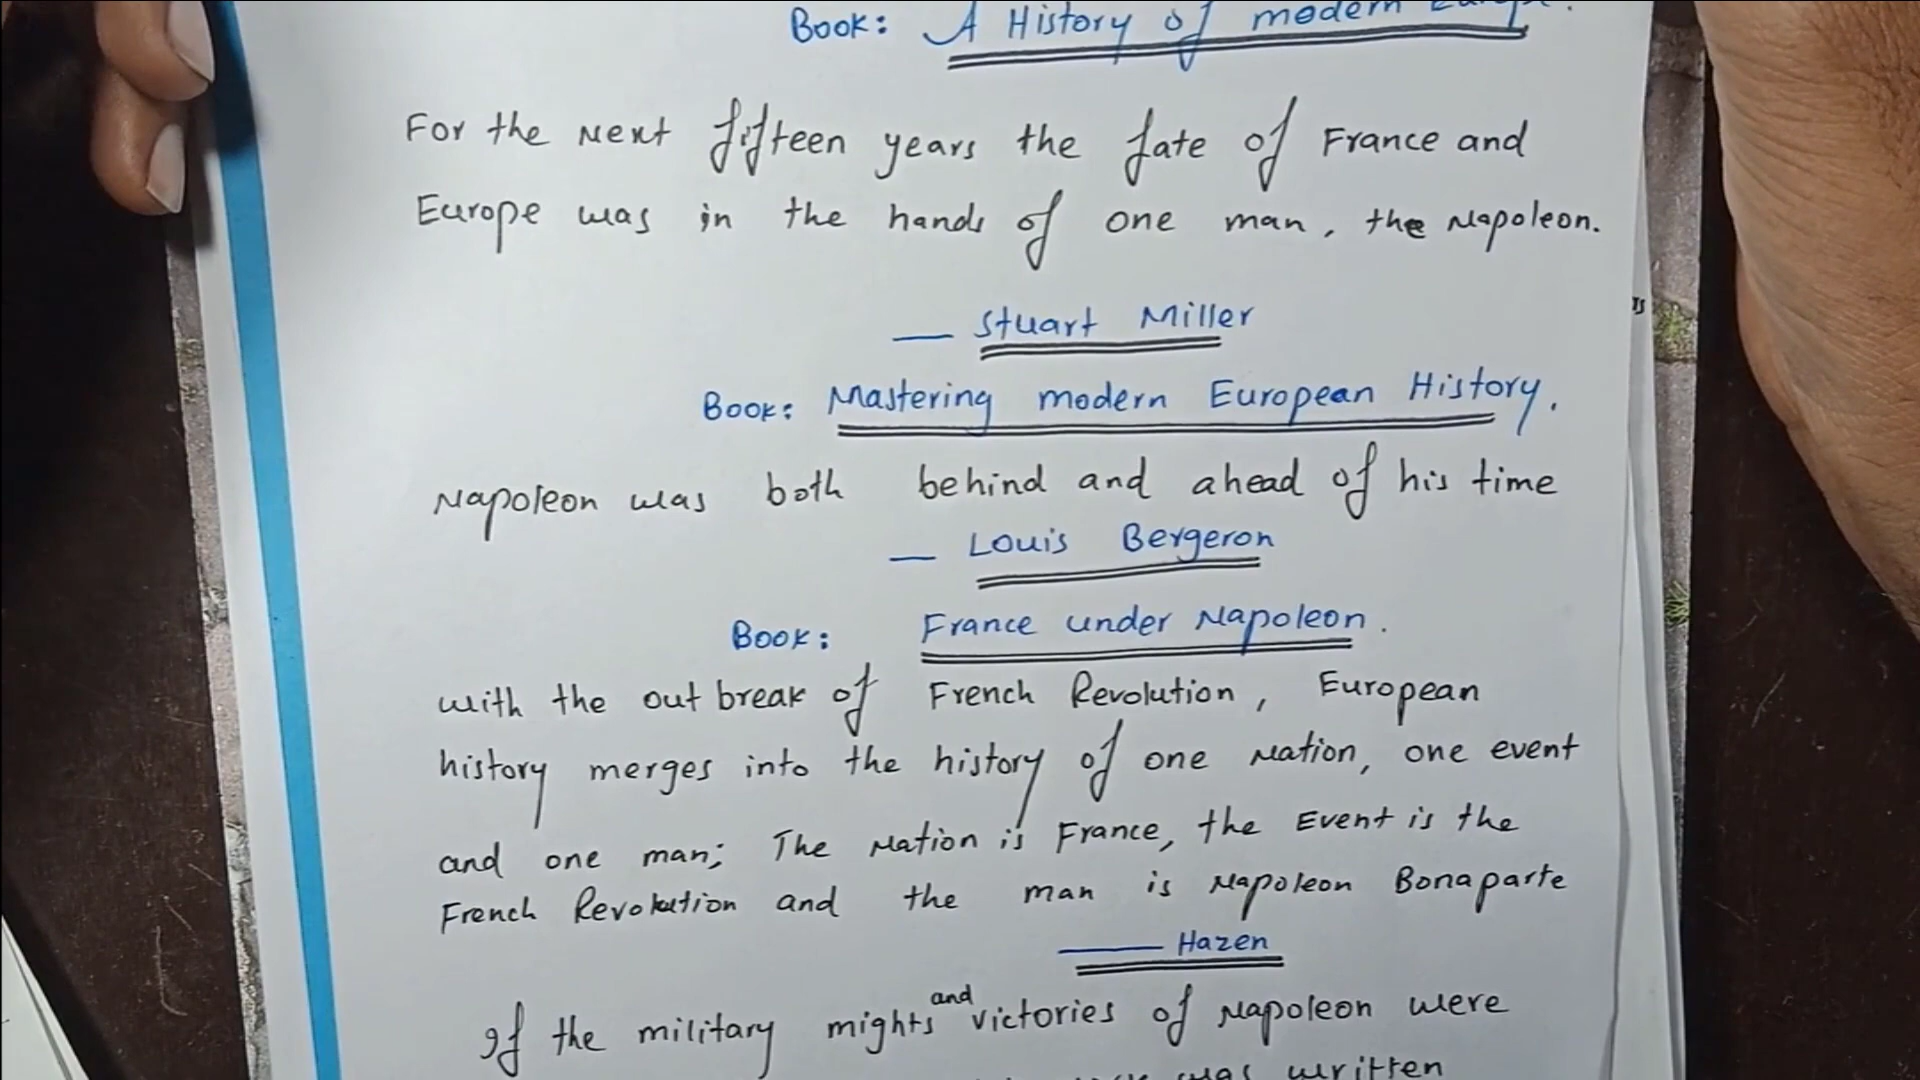 Book: A History of modern Europe.
For the Next fifteen years the fate of France and
Europe was in the hands of one man, the Napoleon.
— Stuart Miller
Book: Mastering modern European History.
Napoleon was both behind and ahead of his time
— Louis Bergeron
Book: France under Napoleon.
with the out break of French Revolution, European
history merges into the history of one Nation, one event
and one man; The Nation is France, the Event is the
French Revolution and the man is Napoleon Bonaparte
— Hazen
If the military mights and victories of Napoleon were
was written